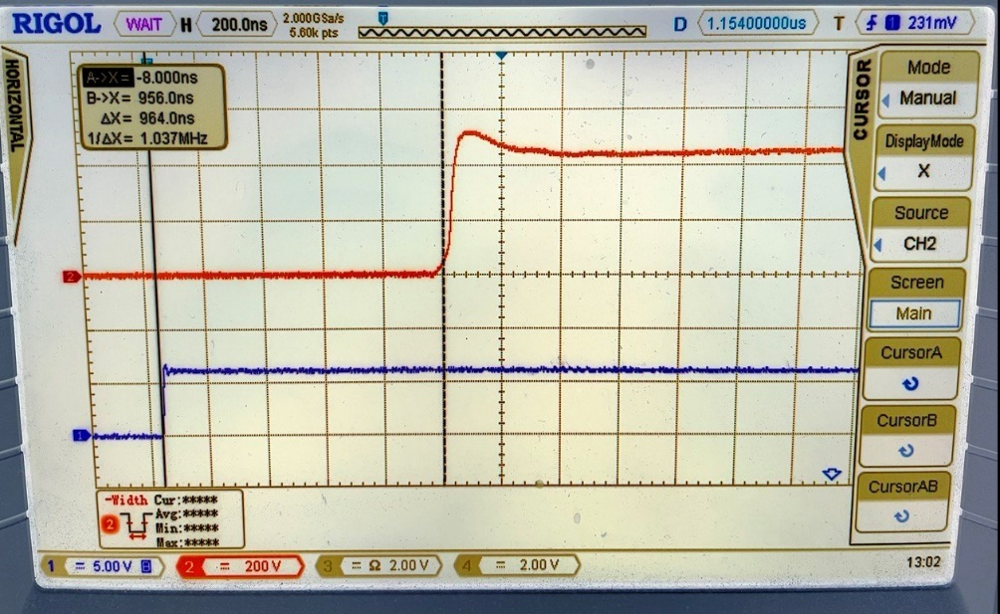 RIGOL WAIT H 200.0ns 2.000GSa/s 5.60k pts D 1.15400000us T 1 231mV
HORIZONTAL
A->X= -8.000ns
B->X= 956.0ns
ΔX= 964.0ns
1/ΔX= 1.037MHz
2
1
CURSOR
Mode
Manual
DisplayMode
X
Source
CH2
Screen
Main
CursorA
CursorB
CursorAB
-Width Cur:*****
2 Avg:*****
Min:*****
Max:*****
1 = 5.00 V B 2 = 200 V 3 = Ω 2.00 V 4 = 2.00 V
13:02